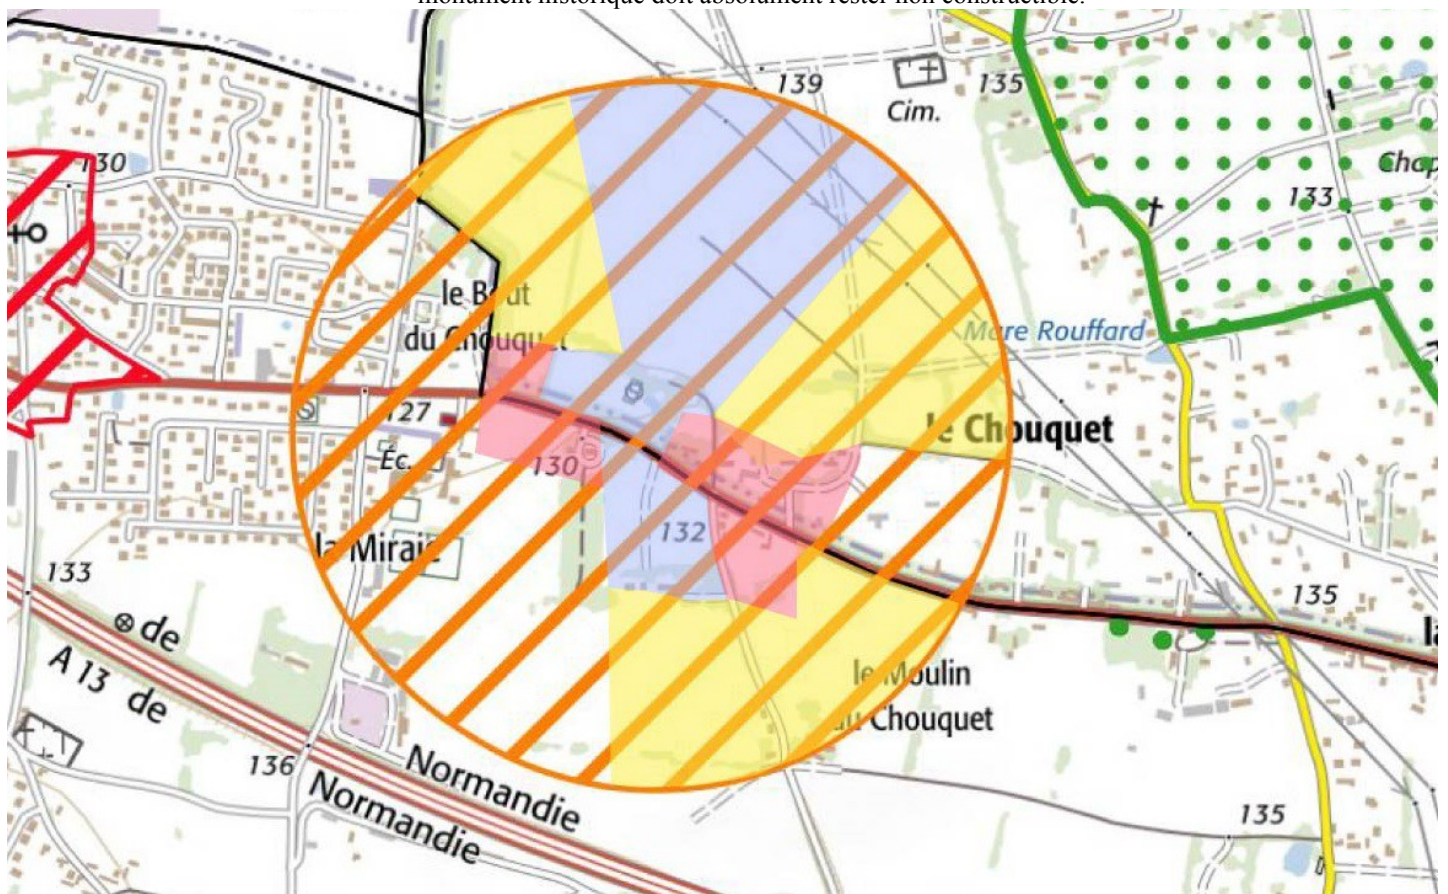 monument historique doit absolument rester non constructible.
139
135
Cim.
130
Chap
133
le Bout
du Chouquet
Mare Rouffard
127
le Chouquet
Éc.
130
132
la Miraie
133
135
de
la
A 13 de
le Moulin
du Chouquet
136
Normandie
Normandie
135